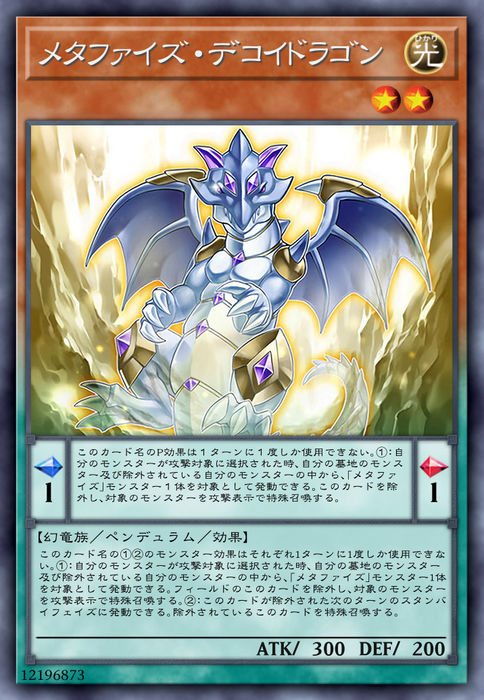 メタファイズ・デコイドラゴン
ひかり
光
このカード名のP効果は1ターンに1度しか使用できない。①:自
分のモンスターが攻撃対象に選択された時、自分の墓地のモンス
ター及び除外されている自分のモンスターの中から、「メタファ
イズ」モンスター1体を対象として発動できる。このカードを除
外し、対象のモンスターを攻撃表示で特殊召喚する。
1
1
【幻竜族/ペンデュラム/効果】
このカード名の①②のモンスター効果はそれぞれ1ターンに1度しか使用できな
い。①:自分のモンスターが攻撃対象に選択された時、自分の墓地のモンスター
及び除外されている自分のモンスターの中から、「メタファイズ」モンスター1体
を対象として発動できる。フィールドのこのカードを除外し、対象のモンスター
を攻撃表示で特殊召喚する。②:このカードが除外された次のターンのスタンバ
イフェイズに発動できる。除外されているこのカードを特殊召喚する。
ATK/ 300 DEF/ 200
12196873